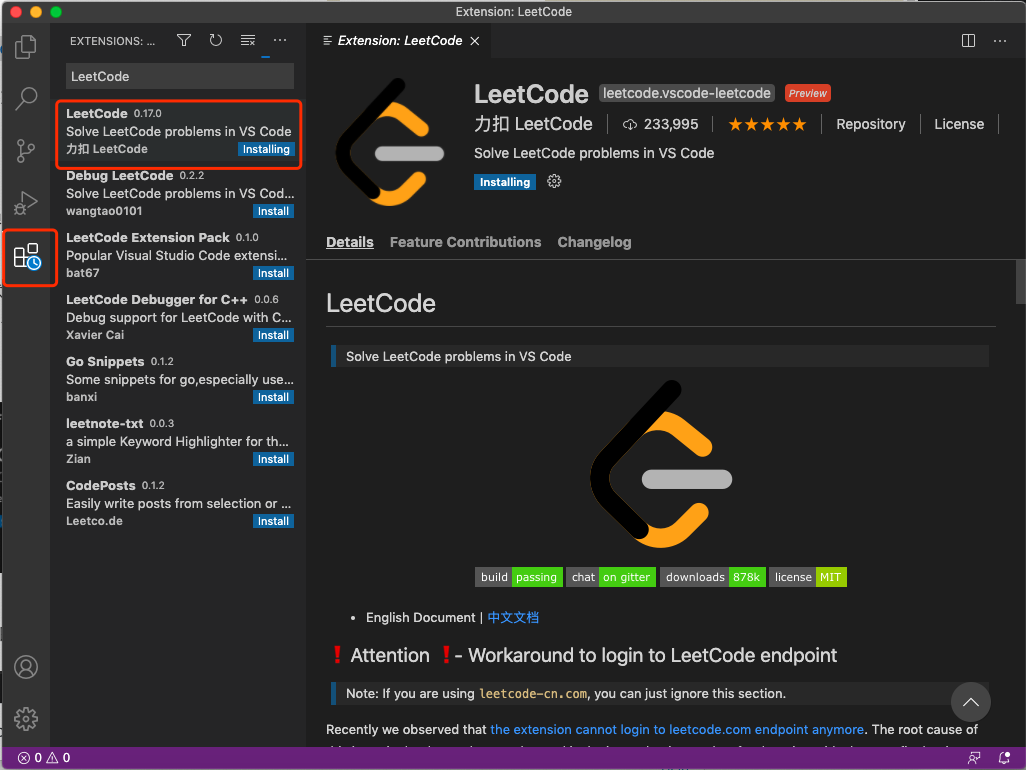 Extension: LeetCode
EXTENSIONS: ...
Extension: LeetCode
LeetCode
LeetCode 0.17.0
Solve LeetCode problems in VS Code
力扣 LeetCode
Installing
Debug LeetCode 0.2.2
Solve LeetCode problems in VS Cod...
wangtao0101
Install
LeetCode Extension Pack 0.1.0
Popular Visual Studio Code extensi...
bat67
Install
LeetCode Debugger for C++ 0.0.6
Debug support for LeetCode with C...
Xavier Cai
Install
Go Snippets 0.1.2
Some snippets for go,especially use...
banxi
Install
leetnote-txt 0.0.3
a simple Keyword Highlighter for th...
Zian
Install
CodePosts 0.1.2
Easily write posts from selection or ...
Leetco.de
Install
LeetCode leetcode.vscode-leetcode Preview
力扣 LeetCode 233,995 ★★★★★ Repository License
Solve LeetCode problems in VS Code
Installing
Details Feature Contributions Changelog
LeetCode
Solve LeetCode problems in VS Code
build passing chat on gitter downloads 878k license MIT
• English Document | 中文文档
❗ Attention ❗- Workaround to login to LeetCode endpoint
Note: If you are using leetcode-cn.com, you can just ignore this section.
Recently we observed that the extension cannot login to leetcode.com endpoint anymore. The root cause of
0 0